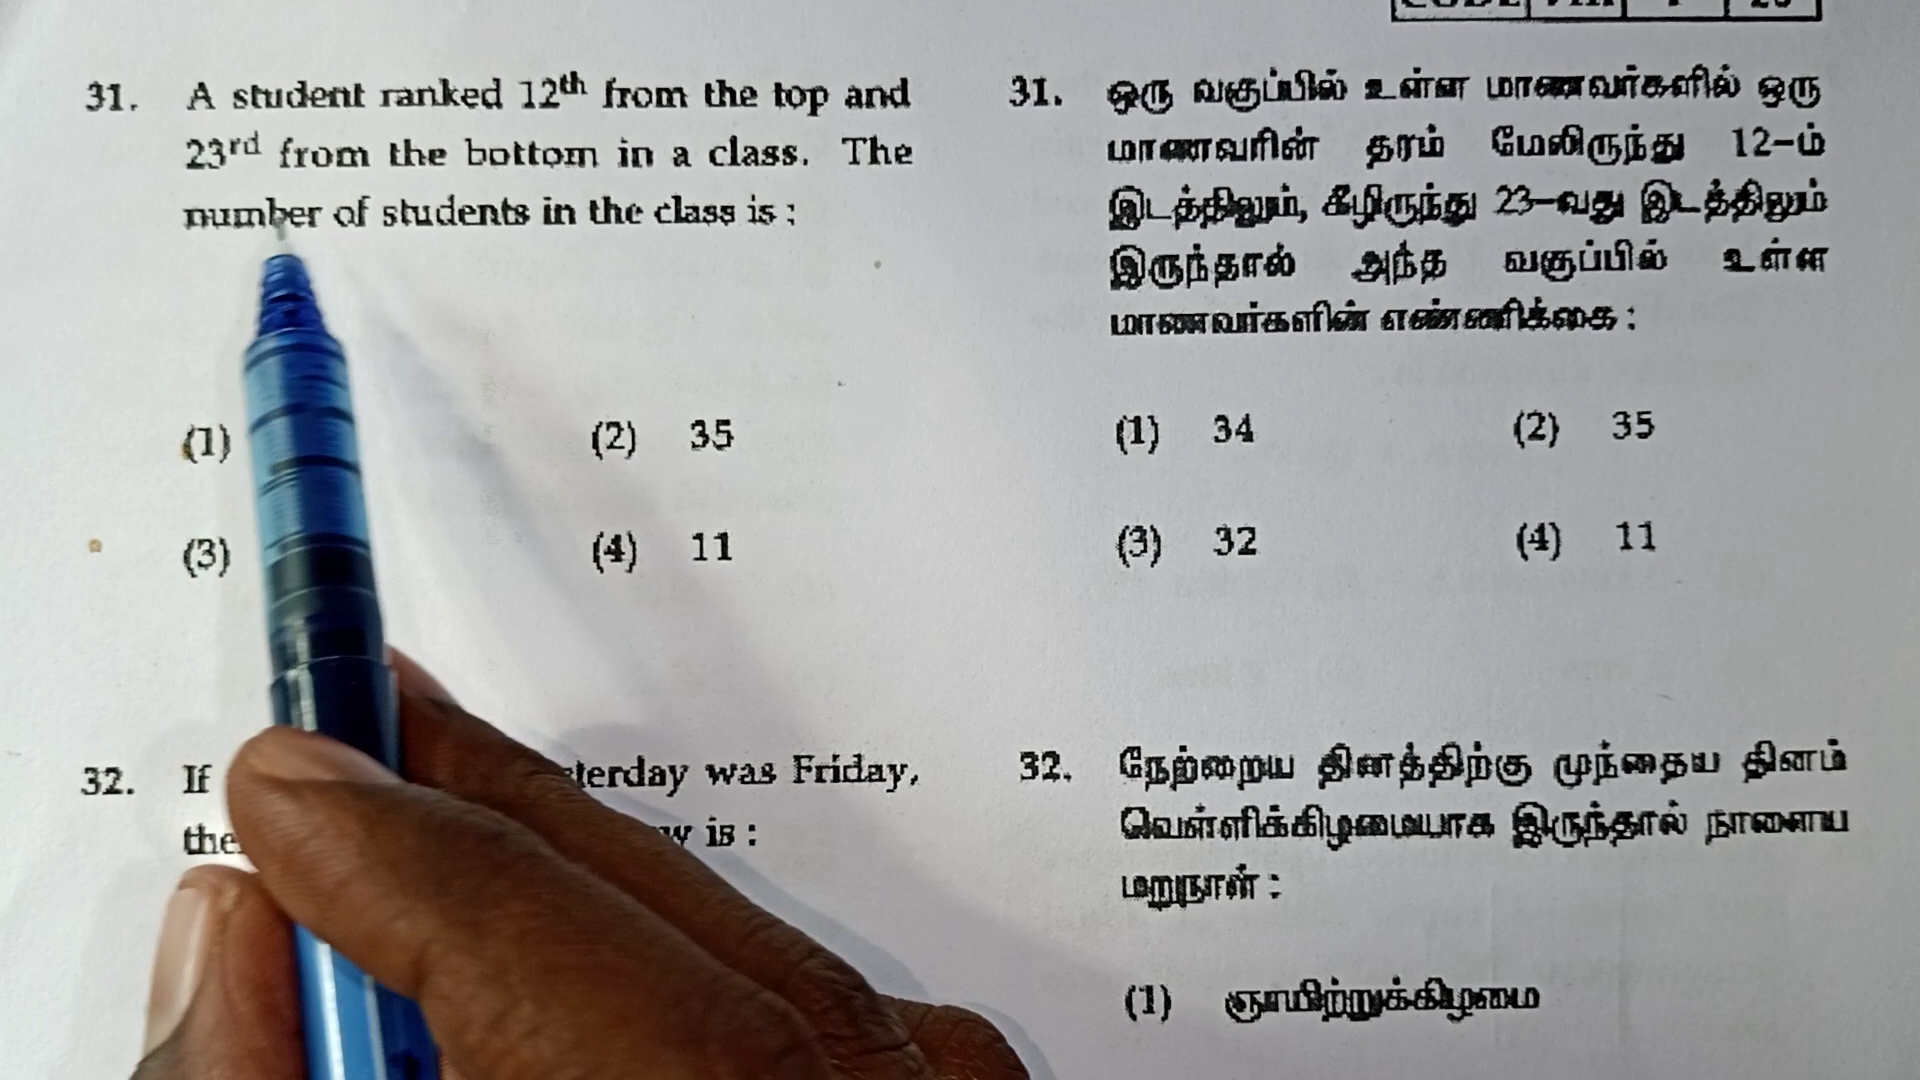 31. A student ranked 12th from the top and
23rd from the bottom in a class. The
number of students in the class is :
(1)
(2) 35
(3)
(4) 11
32. If terday was Friday,
the is :
31. ஒரு வகுப்பில் உள்ள மாணவர்களில் ஒரு
மாணவரின் தரம் மேலிருந்து 12-ம்
இடத்திலும், கீழிருந்து 23-வது இடத்திலும்
இருந்தால் அந்த வகுப்பில் உள்ள
மாணவர்களின் எண்ணிக்கை :
(1) 34 (2) 35
(3) 32 (4) 11
32. நேற்றைய தினத்திற்கு முந்தைய தினம்
வெள்ளிக்கிழமையாக இருந்தால் நாளைய
மறுநாள் :
(1) ஞாயிற்றுக்கிழமை